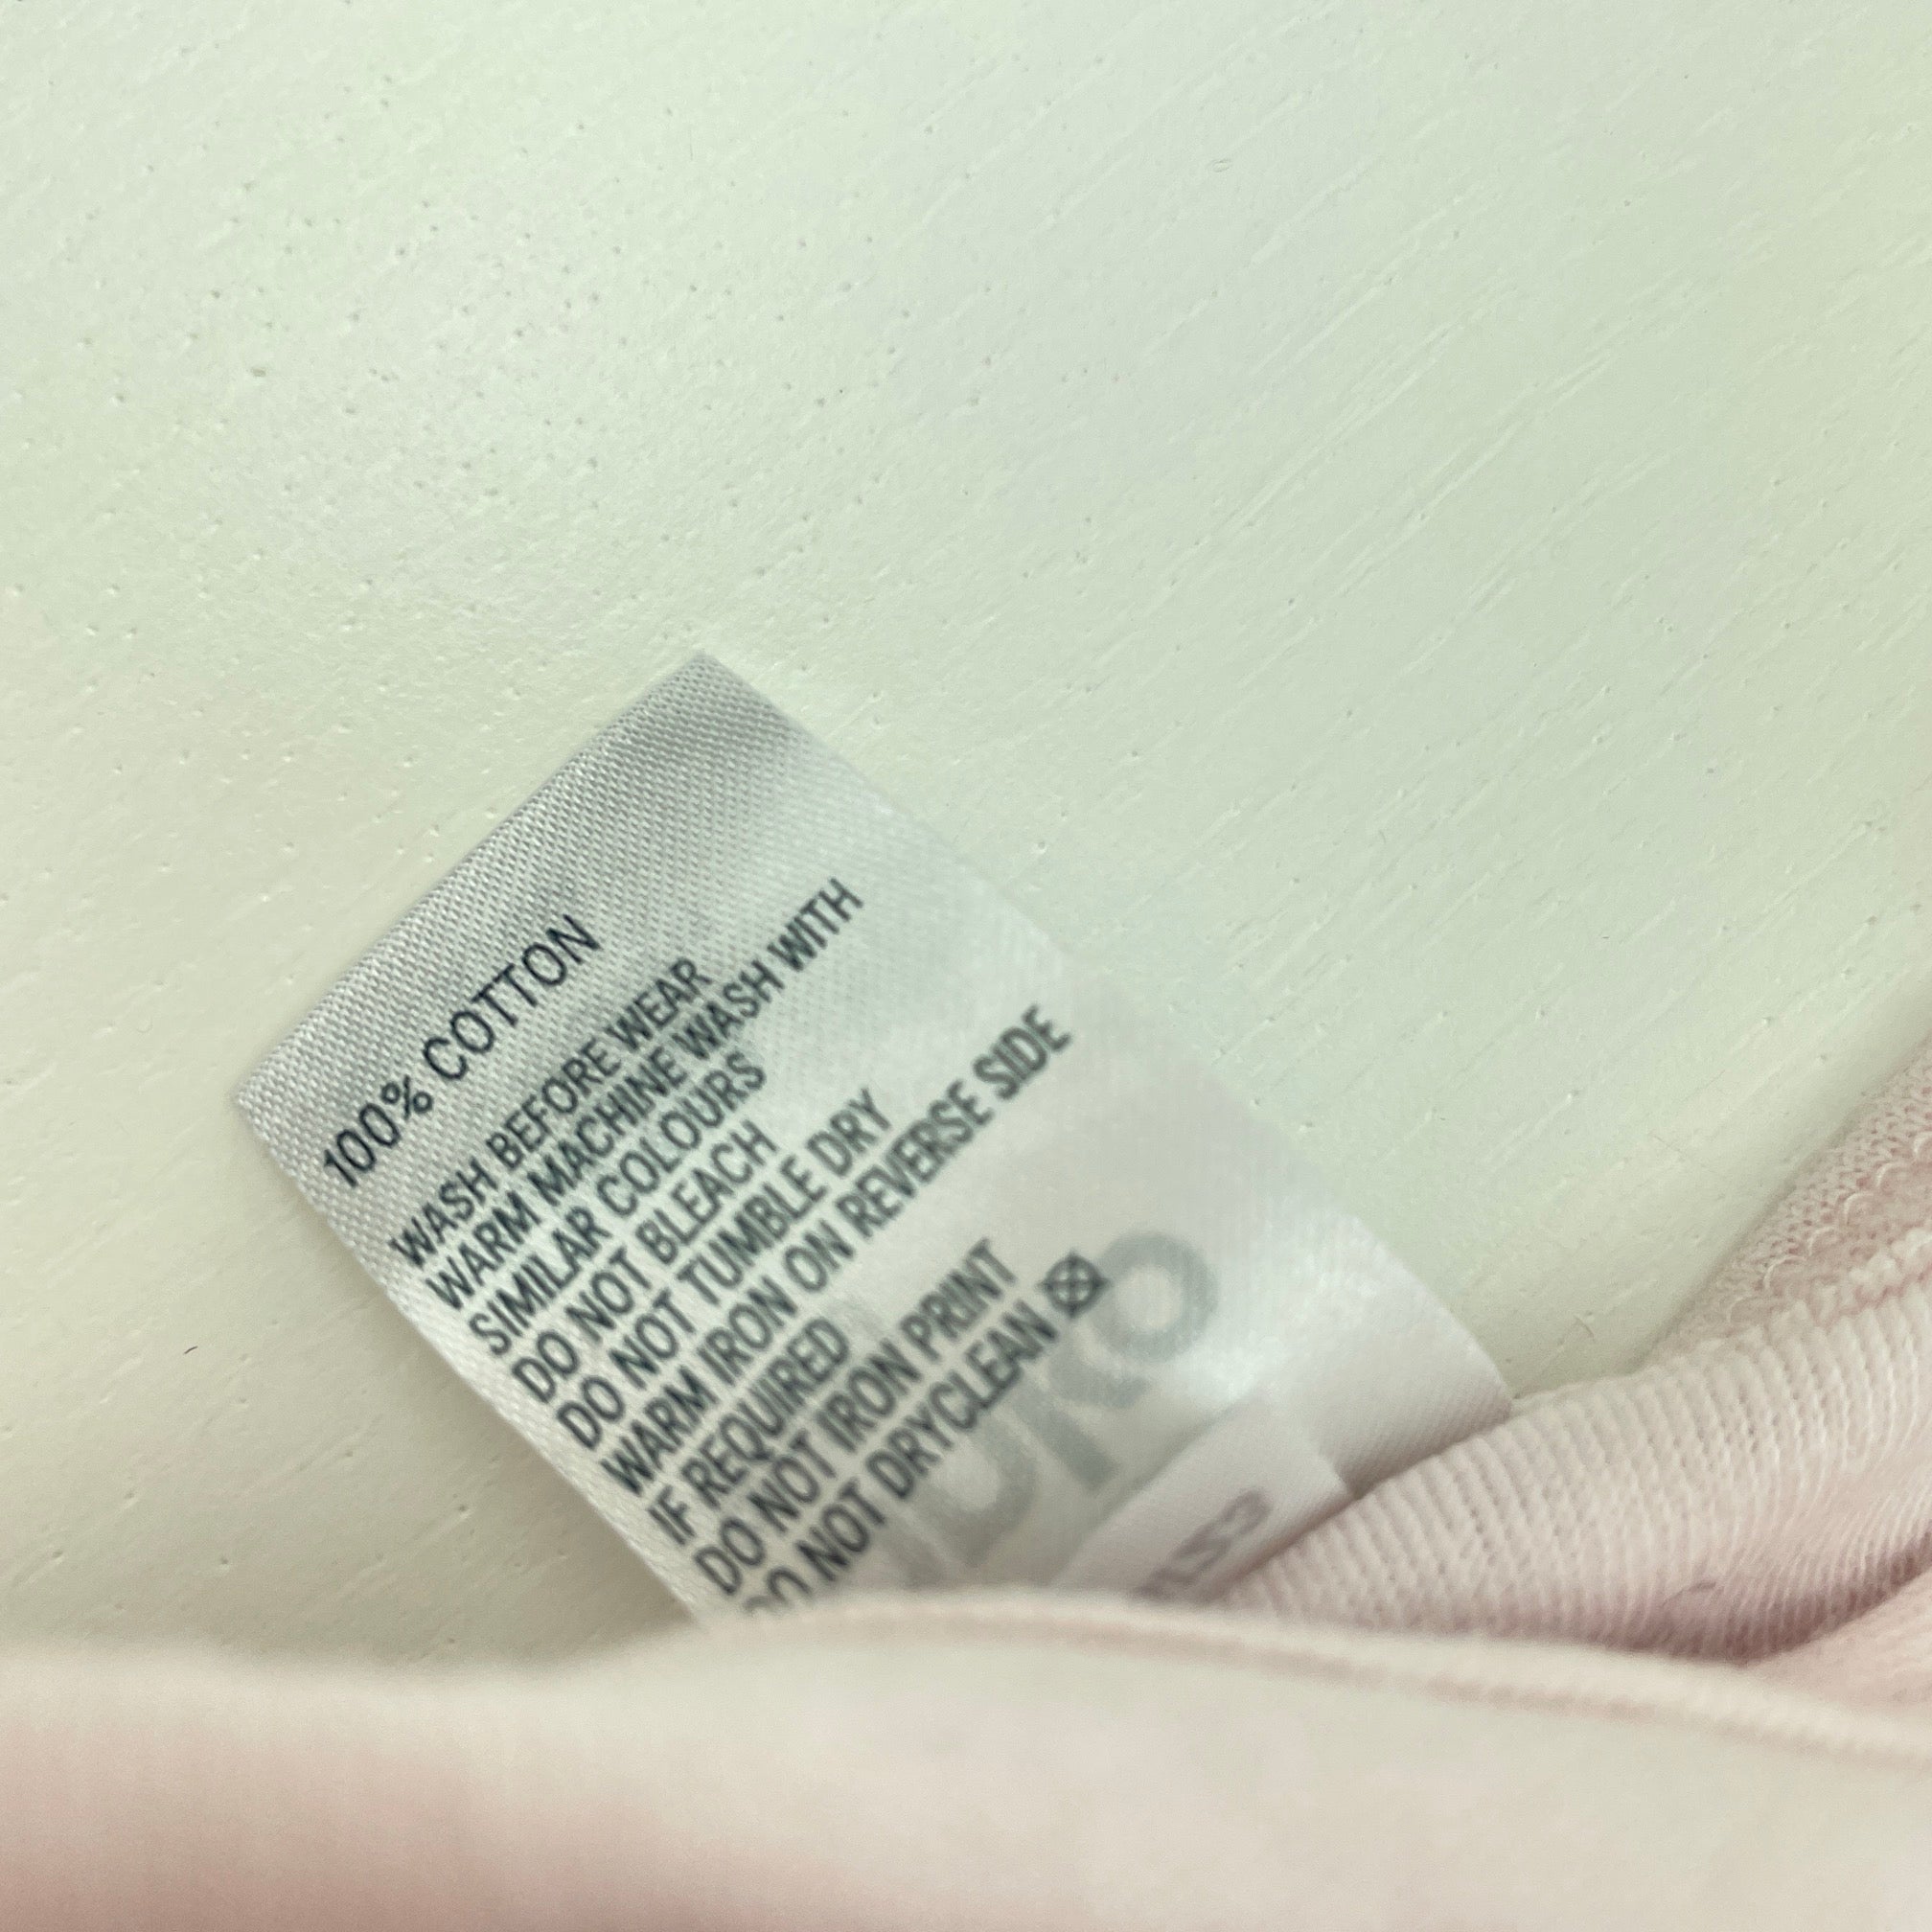 100% COTTON
WASH BEFORE WEAR
WARM MACHINE WASH WITH
SIMILAR COLOURS
DO NOT BLEACH
DO NOT TUMBLE DRY
WARM IRON ON REVERSE SIDE
IF REQUIRED
DO NOT IRON PRINT
DO NOT DRYCLEAN